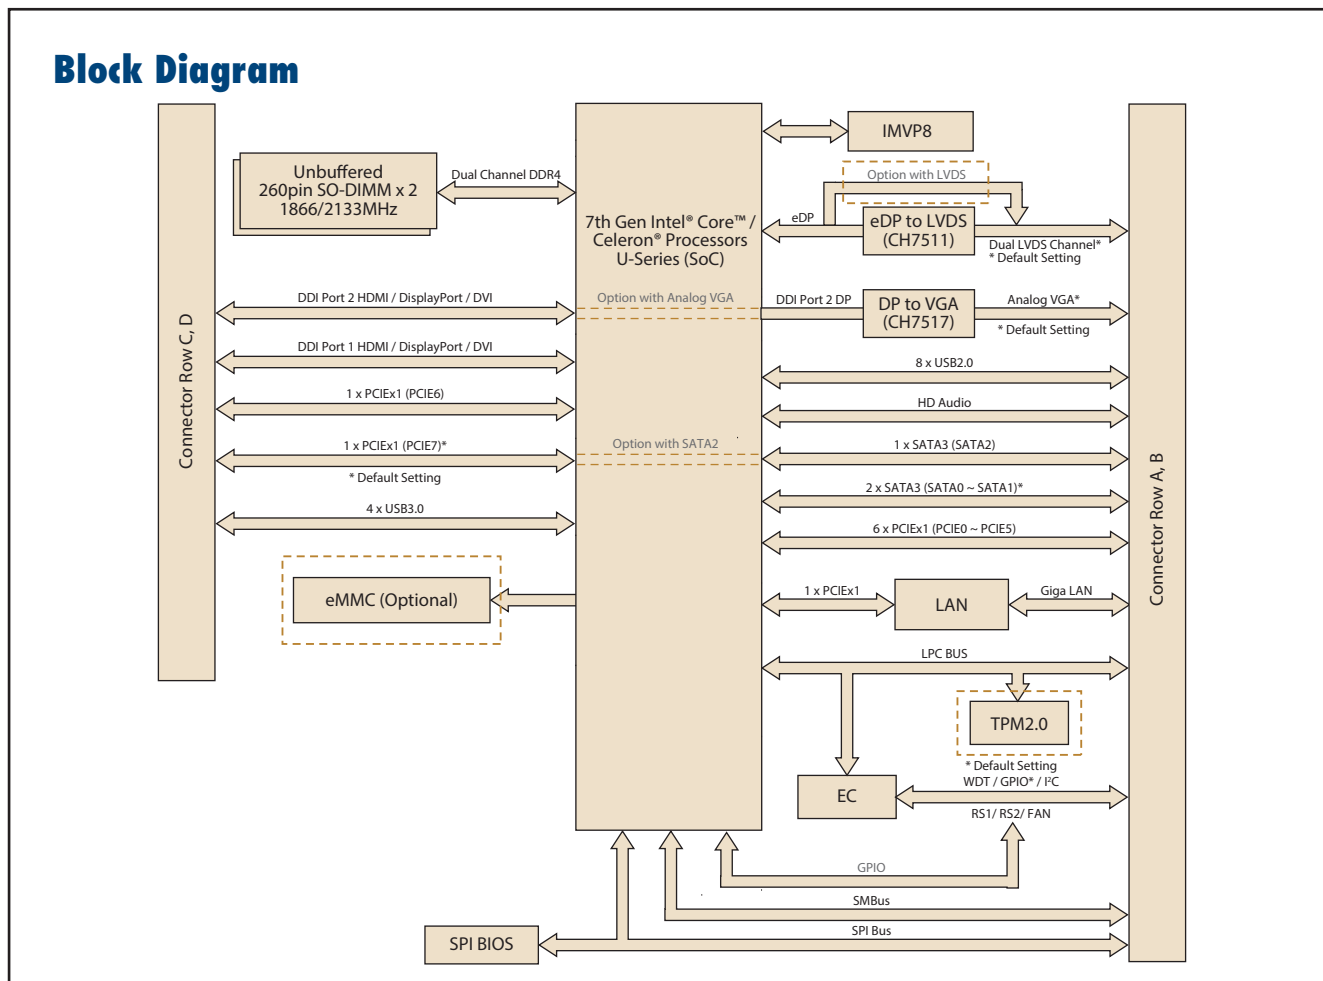 Block Diagram
IMVP8
Unbuffered
260pin SO-DIMM x 2
1866/2133MHz
Dual Channel DDR4
7th Gen Intel® Core™ /
Celeron® Processors
U-Series (SoC)
Option with LVDS
eDP
eDP to LVDS
(CH7511)
Dual LVDS Channel*
* Default Setting
DDI Port 2 HDMI / DisplayPort / DVI
Option with Analog VGA
DDI Port 2 DP
DP to VGA
(CH7517)
Analog VGA*
* Default Setting
DDI Port 1 HDMI / DisplayPort / DVI
8 x USB2.0
1 x PCIEx1 (PCIE6)
HD Audio
1 x PCIEx1 (PCIE7)*
* Default Setting
Option with SATA2
1 x SATA3 (SATA2)
2 x SATA3 (SATA0 ~ SATA1)*
4 x USB3.0
6 x PCIEx1 (PCIE0 ~ PCIE5)
Connector Row C, D
Connector Row A, B
eMMC (Optional)
1 x PCIEx1
LAN
Giga LAN
LPC BUS
TPM2.0
* Default Setting
EC
WDT / GPIO* / I²C
RS1/ RS2/ FAN
GPIO
SMBus
SPI BIOS
SPI Bus